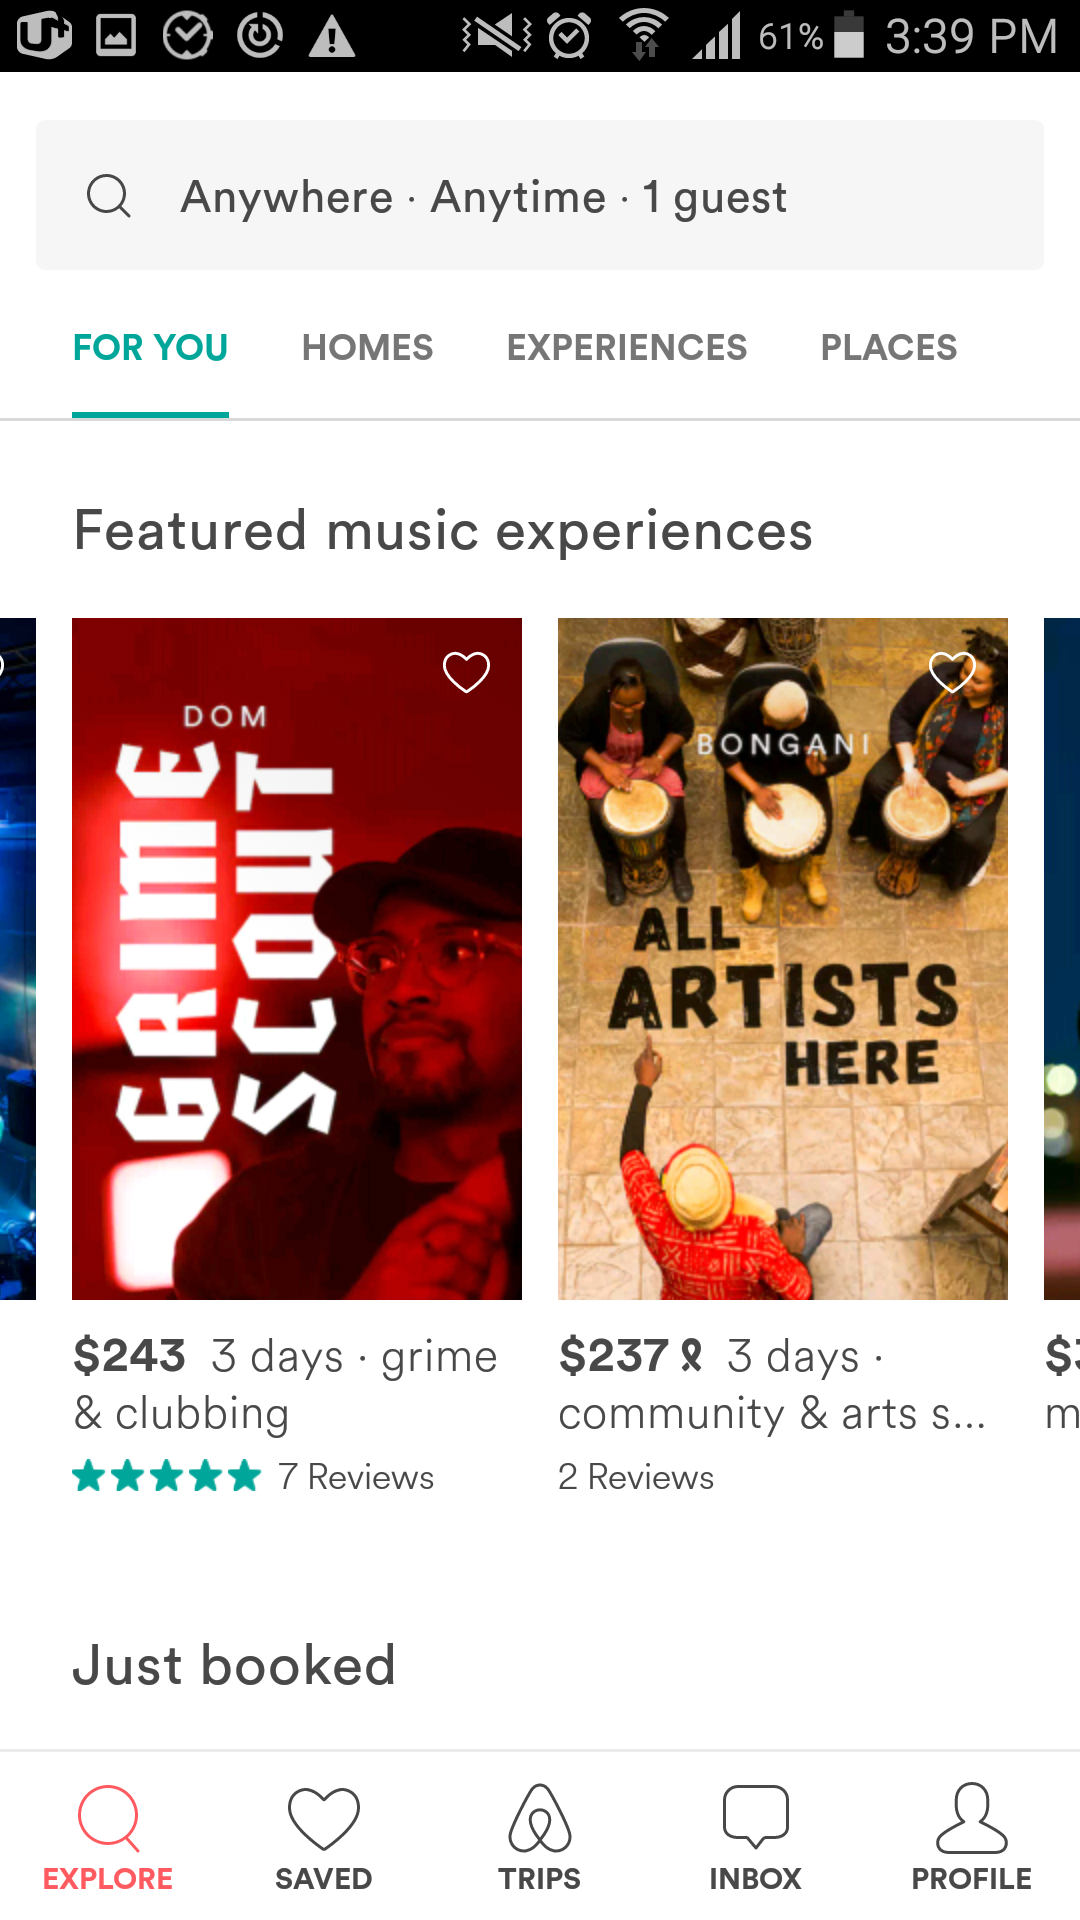 61% 3:39 PM
Anywhere · Anytime · 1 guest
FOR YOU HOMES EXPERIENCES PLACES
Featured music experiences
DOM
GRIME
SCOUT
BONGANI
ALL
ARTISTS
HERE
$243 3 days · grime
& clubbing
7 Reviews
$237 3 days ·
community & arts s...
2 Reviews
Just booked
EXPLORE SAVED TRIPS INBOX PROFILE